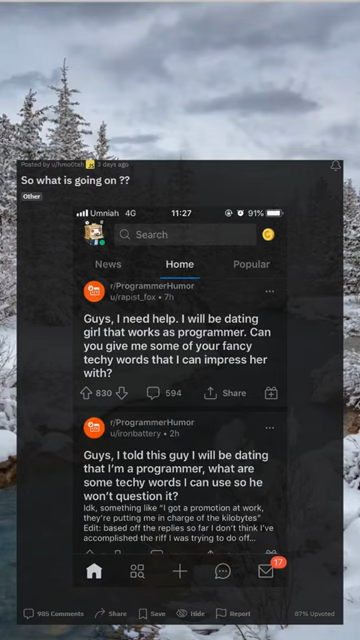 Posted by u/hmo0tah 3 days ago
So what is going on ??
Other
Umniah 4G 11:27 91%
Search
News Home Popular
r/ProgrammerHumor
u/rapist_fox • 7h
Guys, I need help. I will be dating
girl that works as programmer. Can
you give me some of your fancy
techy words that I can impress her
with?
830 594 Share
r/ProgrammerHumor
u/ironbattery • 2h
Guys, I told this guy I will be dating
that I'm a programmer, what are
some techy words I can use so he
won't question it?
Idk, something like "I got a promotion at work,
they're putting me in charge of the kilobytes"
Edit: based off the replies so far I don't think I've
accomplished the riff I was trying to do off...
17
985 Comments Share Save Hide Report 87% Upvoted